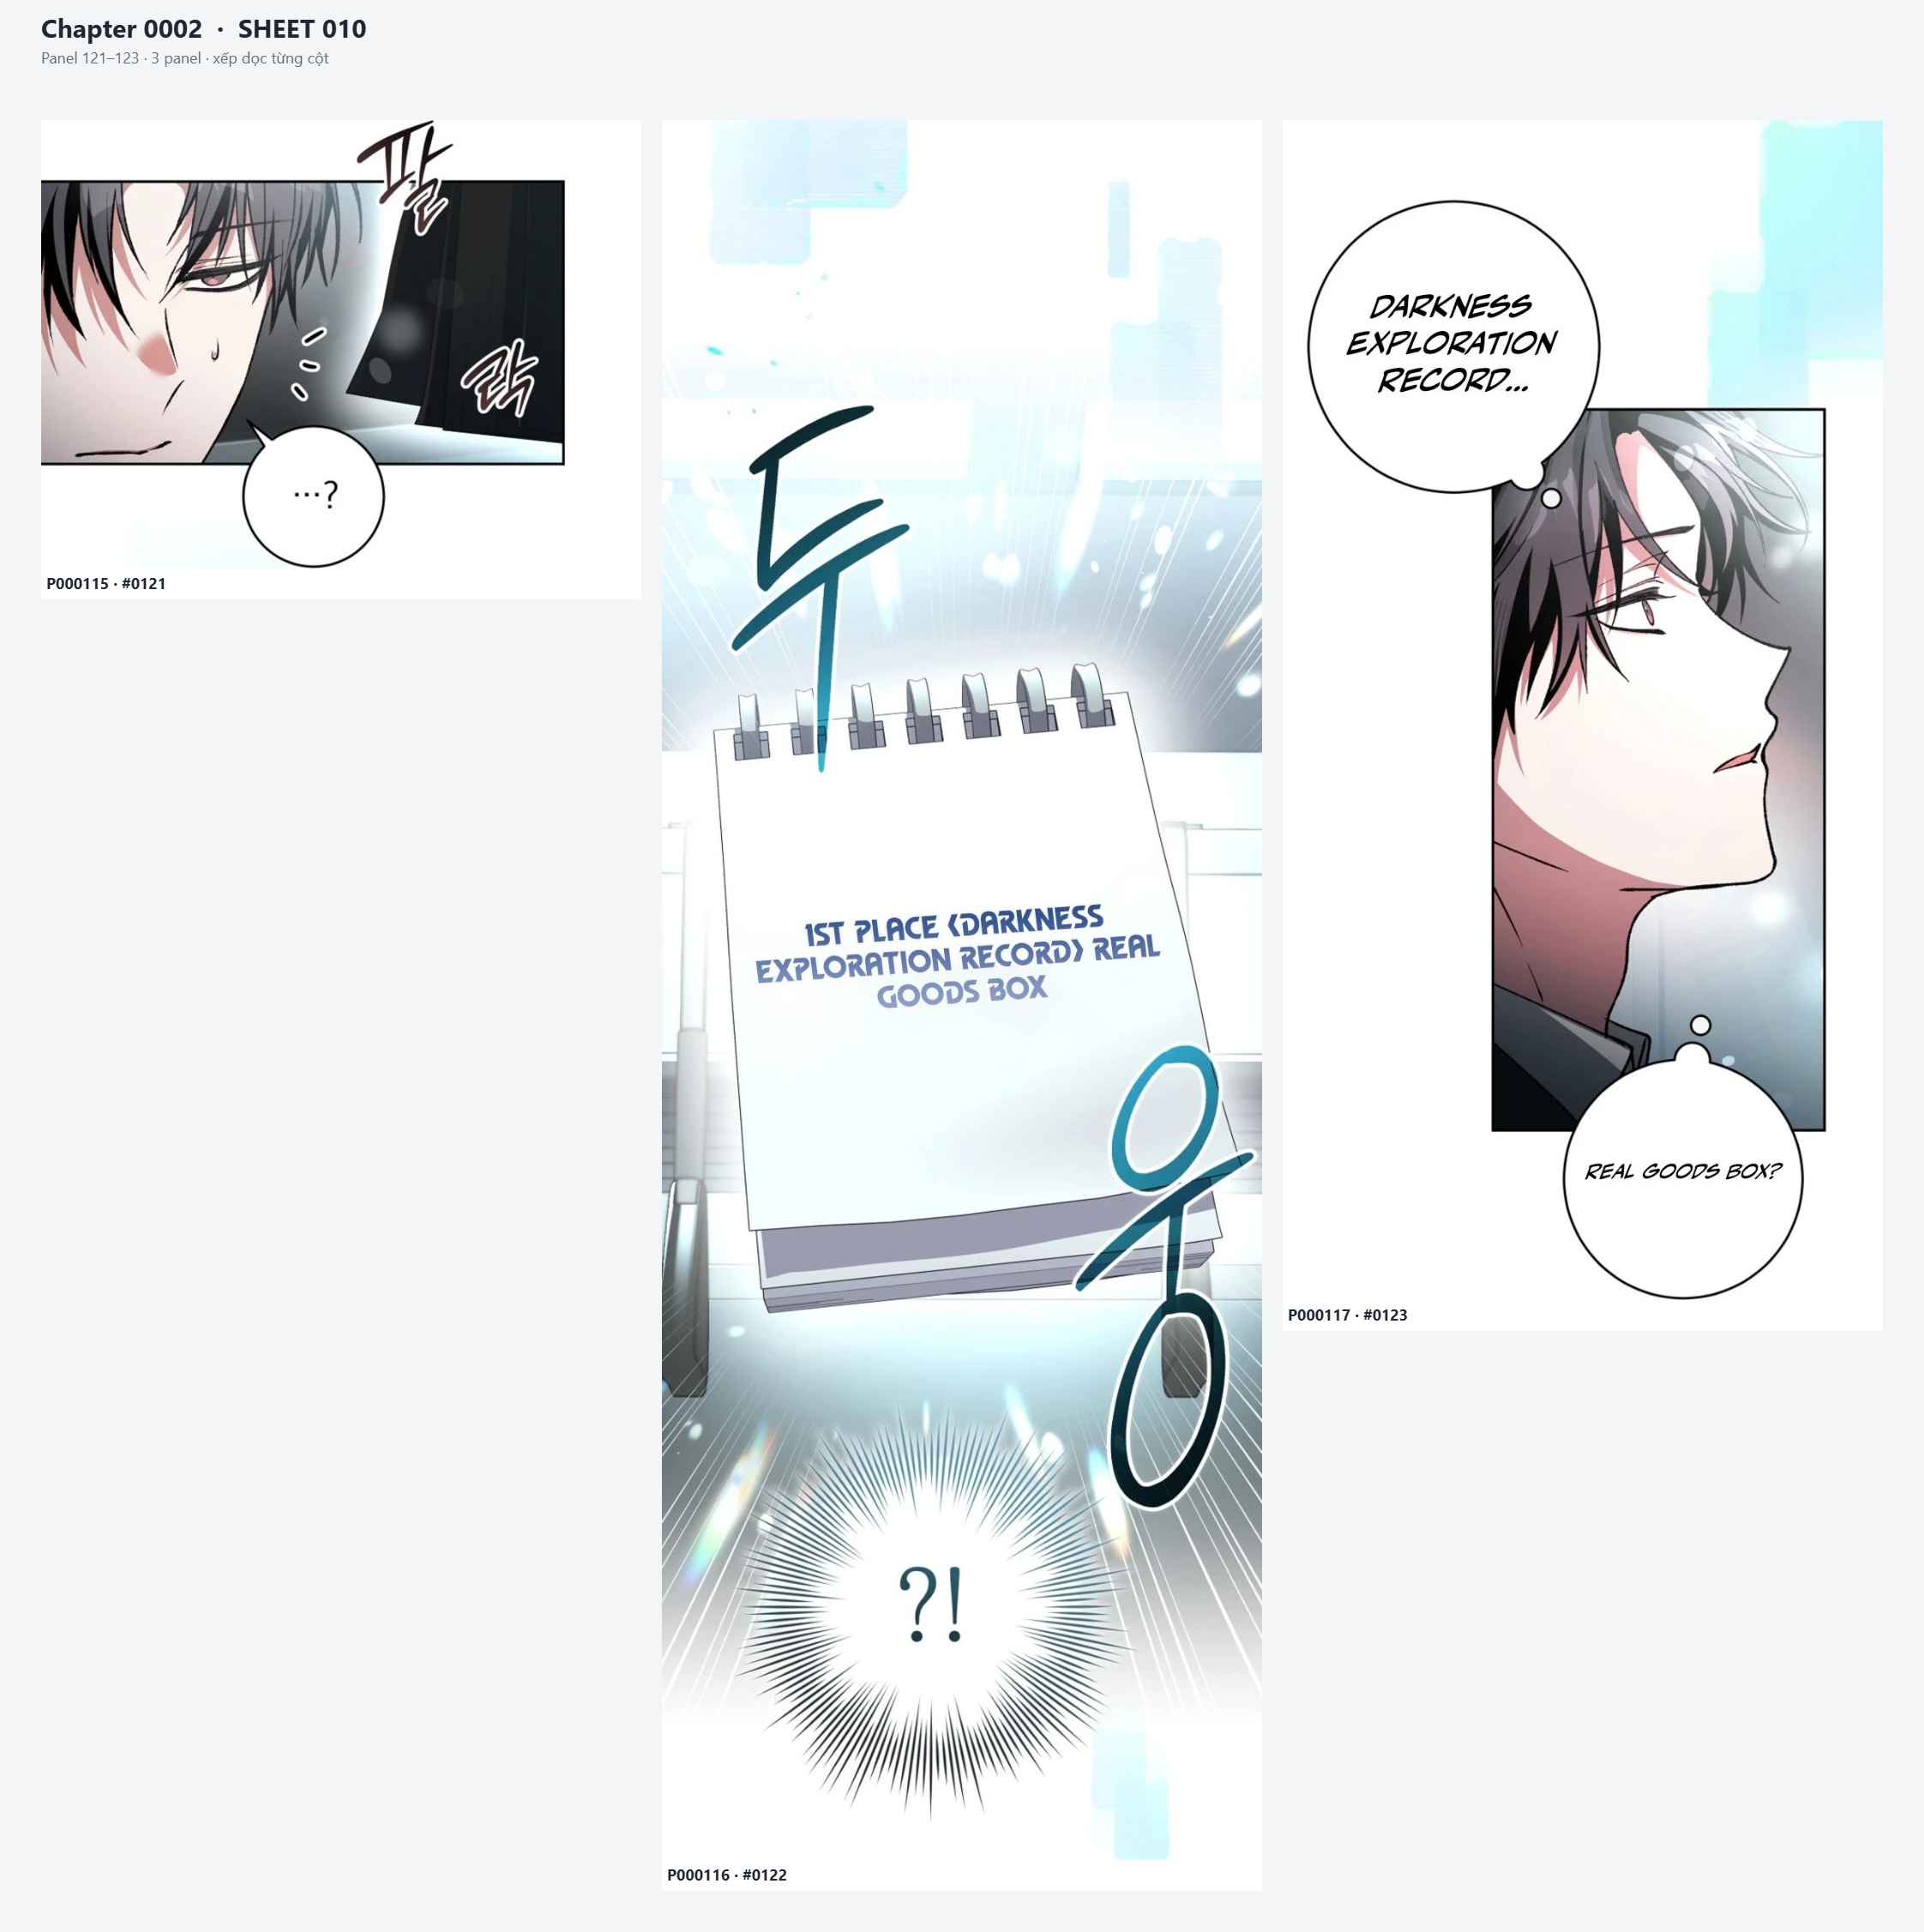 Chapter 0002 · SHEET 010
Panel 121–123 · 3 panel · xếp dọc từng cột
팔
락
…?
P000115 · #0121
두
1ST PLACE <DARKNESS
EXPLORATION RECORD> REAL
GOODS BOX
웅
?!
P000116 · #0122
DARKNESS
EXPLORATION
RECORD...
REAL GOODS BOX?
P000117 · #0123